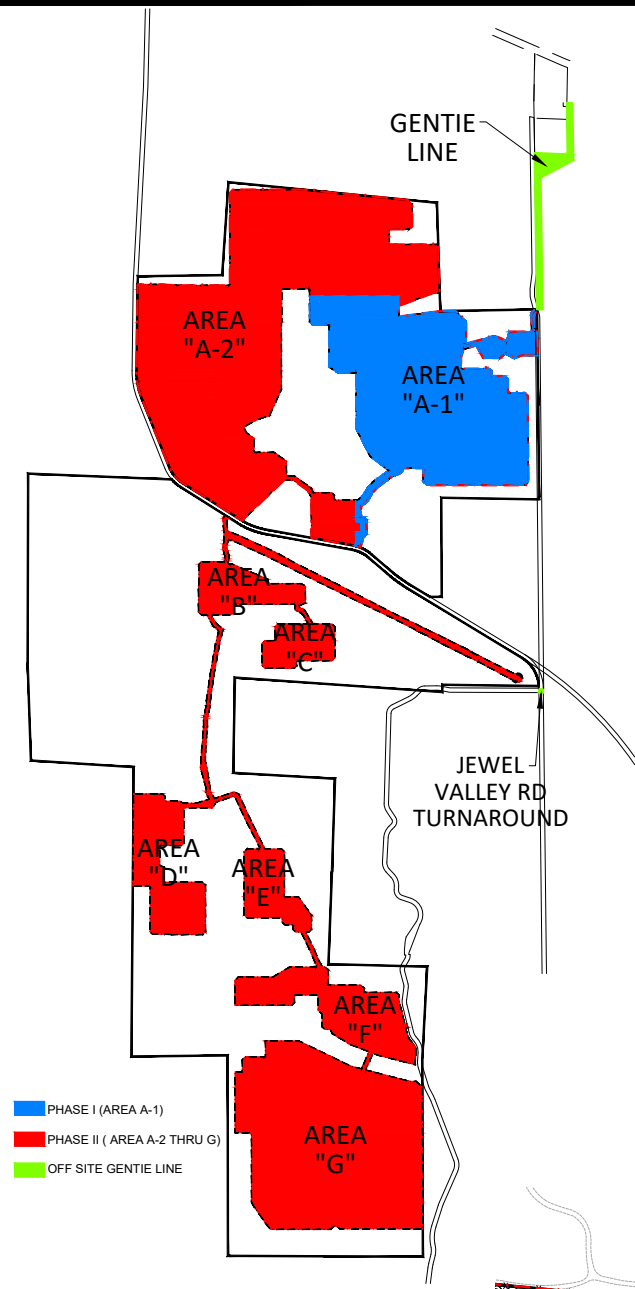 GENTIE
LINE
AREA
"A-2"
AREA
"A-1"
AREA
"B"
AREA
"C"
JEWEL
VALLEY RD
TURNAROUND
AREA
"D"
AREA
"E"
AREA
"F"
AREA
"G"
PHASE I (AREA A-1)
PHASE II ( AREA A-2 THRU G)
OFF SITE GENTIE LINE